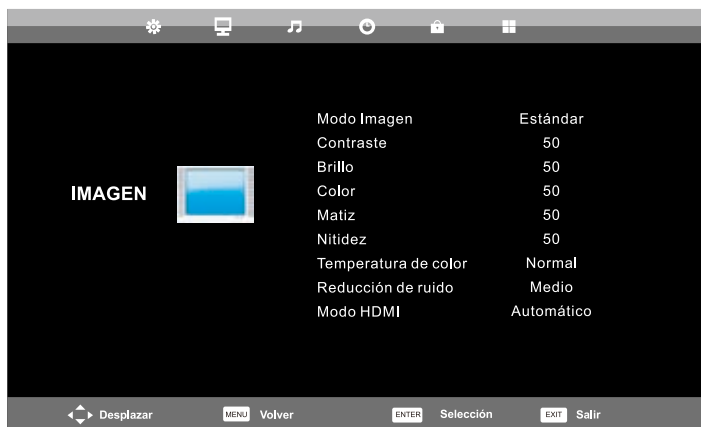 Modo Imagen Estándar
Contraste 50
Brillo 50
IMAGEN
Color 50
Matiz 50
Nitidez 50
Temperatura de color Normal
Reducción de ruido Medio
Modo HDMI Automático
Desplazar MENU Volver ENTER Selección EXIT Salir